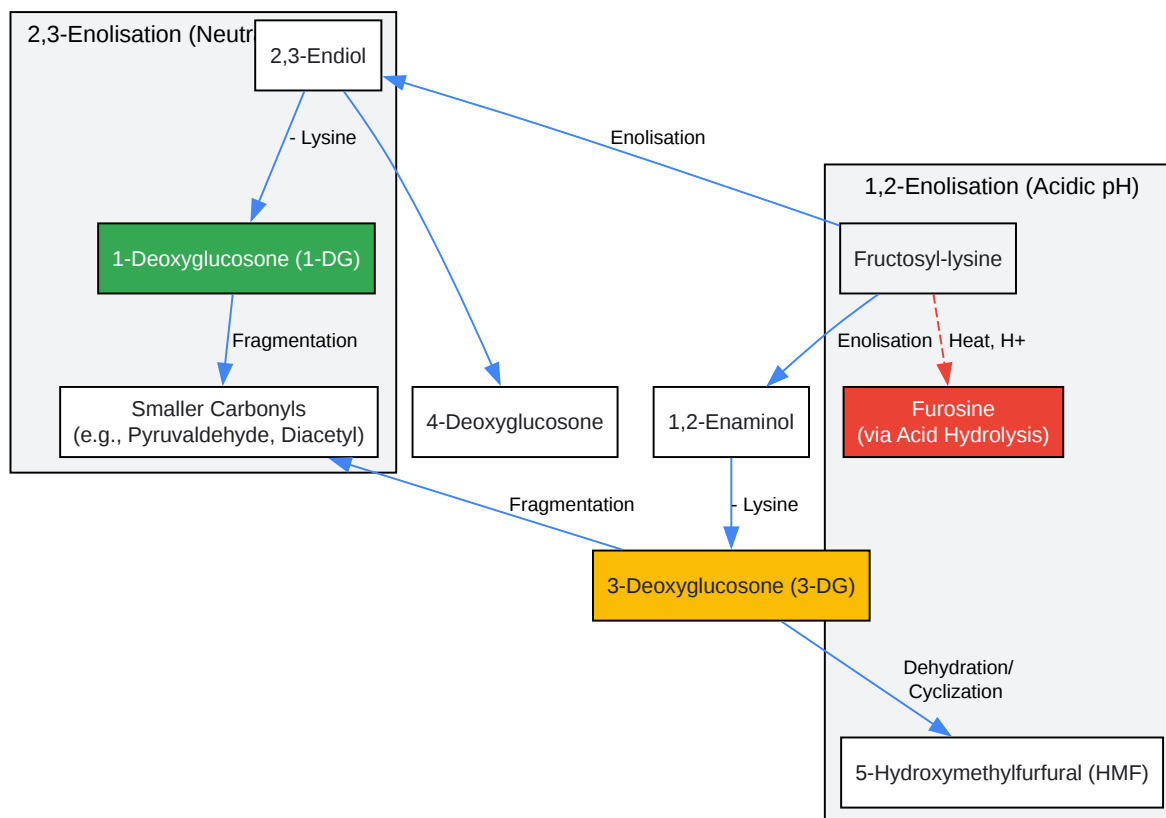 2,3-Enolisation (Neutr
2,3-Endiol
Enolisation
- Lysine
1,2-Enolisation (Acidic pH)
1-Deoxyglucosone (1-DG)
Fructosyl-lysine
Fragmentation
Enolisation
Heat, H+
Smaller Carbonyls
(e.g., Pyruvaldehyde, Diacetyl)
4-Deoxyglucosone
1,2-Enaminol
Furosine
(via Acid Hydrolysis)
Fragmentation
- Lysine
3-Deoxyglucosone (3-DG)
Dehydration/
Cyclization
5-Hydroxymethylfurfural (HMF)